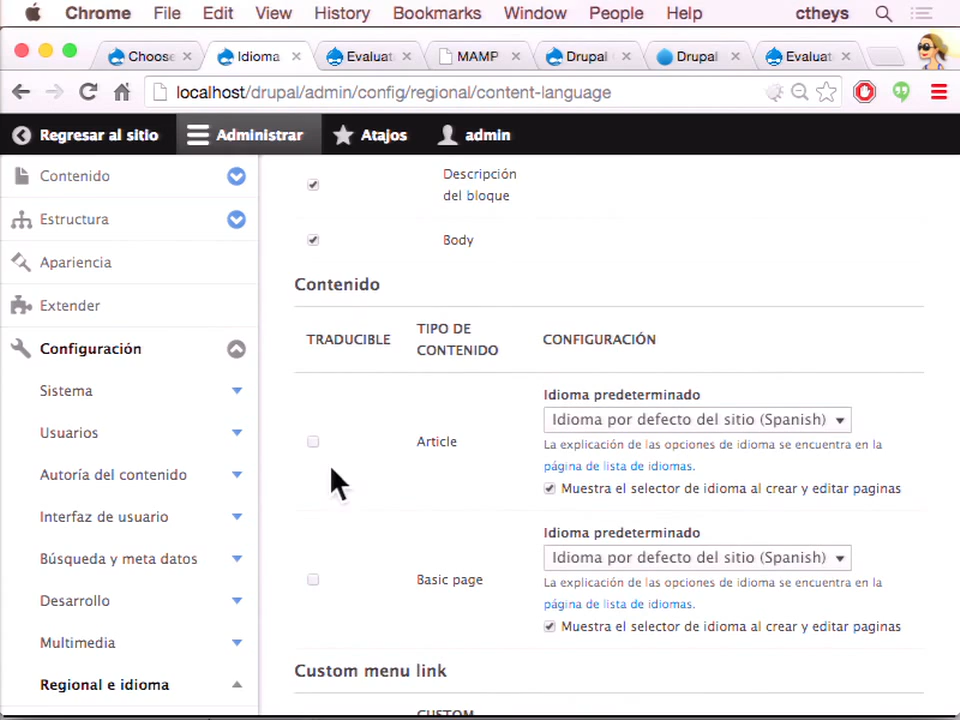 Chrome File Edit View History Bookmarks Window People Help ctheys
Choose Idioma Evaluat MAMP Drupal Drupal Evaluat
localhost/drupal/admin/config/regional/content-language
Regresar al sitio Administrar Atajos admin
Contenido
Estructura
Apariencia
Extender
Configuración
Sistema
Usuarios
Autoría del contenido
Interfaz de usuario
Búsqueda y meta datos
Desarrollo
Multimedia
Regional e idioma
Descripción
del bloque
Body
Contenido
TRADUCIBLE TIPO DE CONTENIDO CONFIGURACIÓN
Idioma predeterminado
Idioma por defecto del sitio (Spanish)
Article
La explicación de las opciones de idioma se encuentra en la
página de lista de idiomas.
Muestra el selector de idioma al crear y editar paginas
Idioma predeterminado
Idioma por defecto del sitio (Spanish)
Basic page
La explicación de las opciones de idioma se encuentra en la
página de lista de idiomas.
Muestra el selector de idioma al crear y editar paginas
Custom menu link
CUSTOM